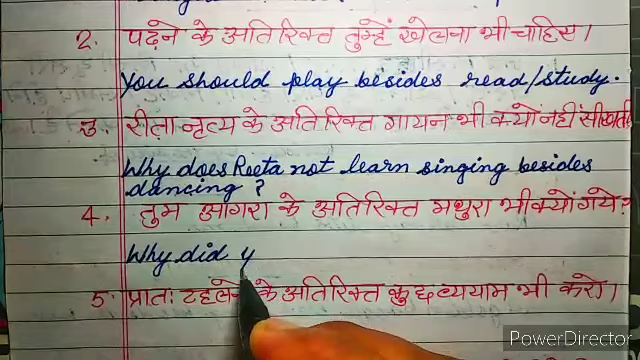 2. पढ़ने के अतिरिक्त तुम्हें खेलना भी चाहिए।
You should play besides read/study.
3. रीता नृत्य के अतिरिक्त गायन भी क्यों नहीं सीखती
Why does Reeta not learn singing besides
dancing?
4. तुम आगरा के अतिरिक्त मथुरा भी क्यों गये?
Why did y
5. प्रातः टहलने के अतिरिक्त कुछ व्ययाम भी करो।
PowerDirector